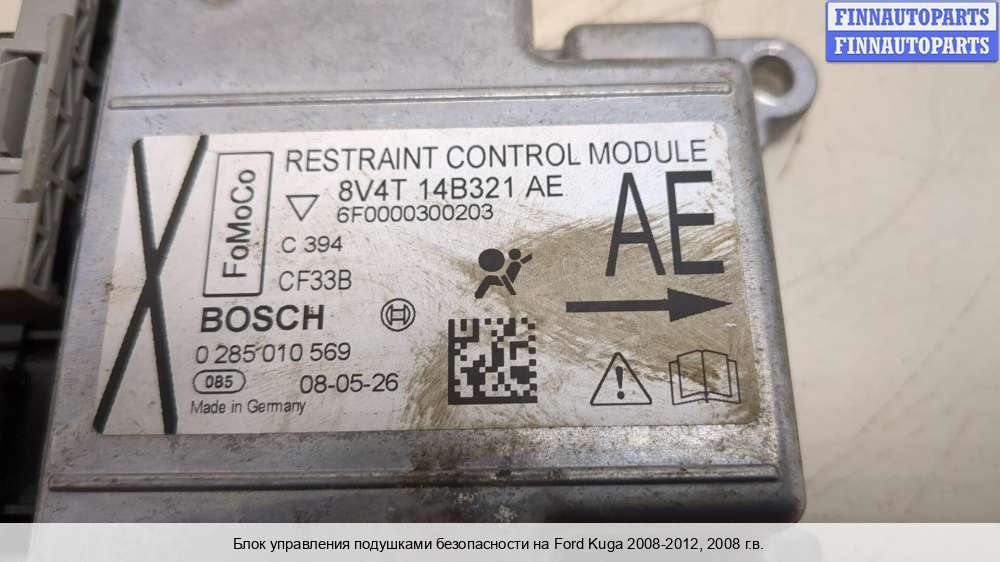 FINNAUTOPARTS
FINNAUTOPARTS
RESTRAINT CONTROL MODULE
8V4T 14B321 AE
6F0000300203
FoMoCo
AE
C 394
CF33B
BOSCH
0 285 010 569
085 08-05-26
Made in Germany
Блок управления подушками безопасности на Ford Kuga 2008-2012, 2008 г.в.